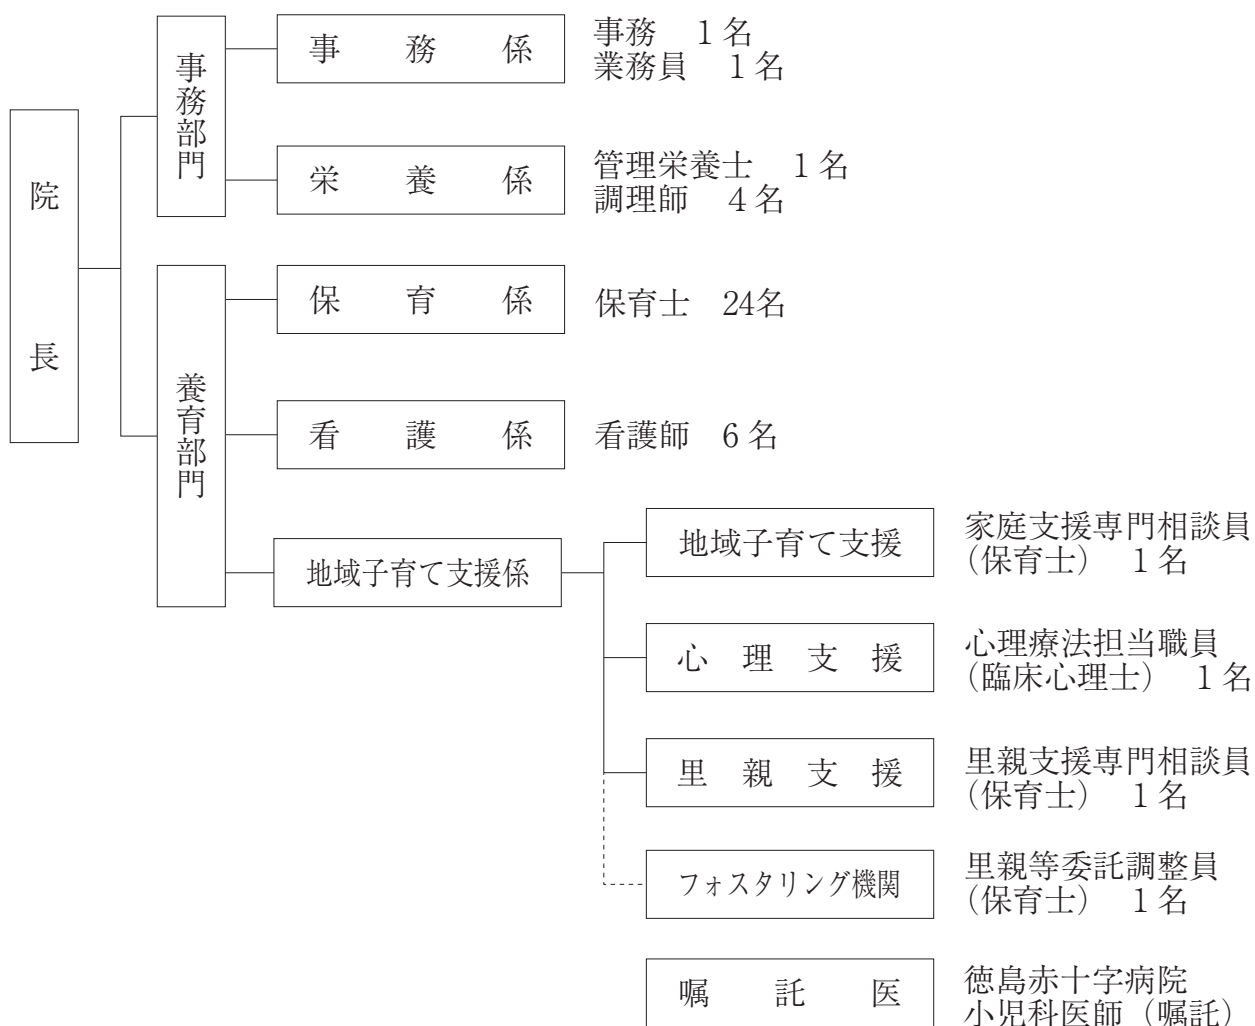 院長
事務部門
事務係
事務 1名
業務員 1名
栄養係
管理栄養士 1名
調理師 4名
養育部門
保育係
保育士 24名
看護係
看護師 6名
地域子育て支援係
地域子育て支援
家庭支援専門相談員
(保育士) 1名
心理支援
心理療法担当職員
(臨床心理士) 1名
里親支援
里親支援専門相談員
(保育士) 1名
フォスタリング機関
里親等委託調整員
(保育士) 1名
嘱託医
徳島赤十字病院
小児科医師(嘱託)